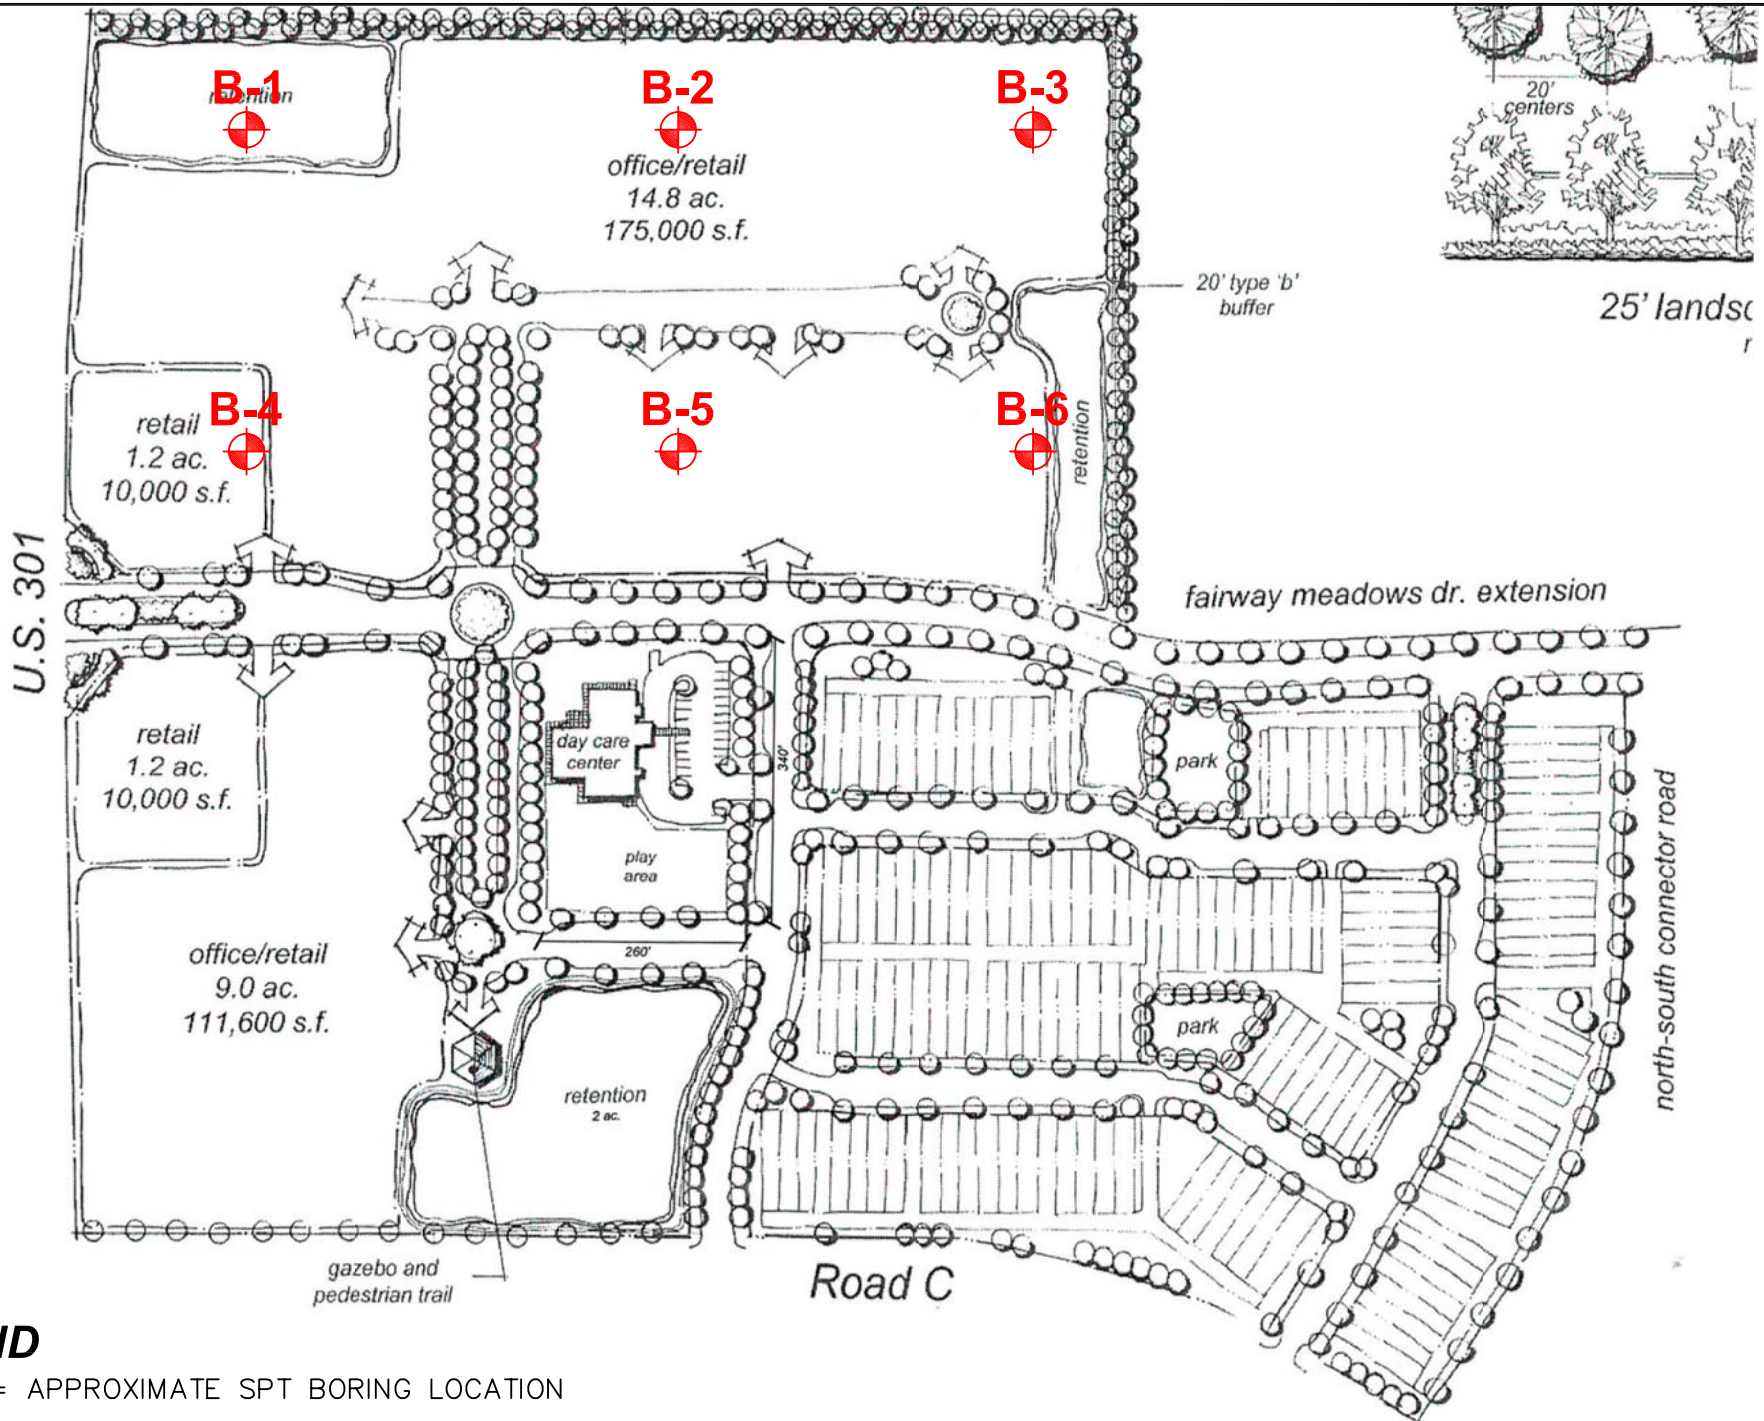 B-1
retention
B-2
B-3
office/retail
14.8 ac.
175,000 s.f.
20'
centers
20' type 'b'
buffer
25' landsc
r
B-4
retail
1.2 ac.
10,000 s.f.
B-5
B-6
retention
U.S. 301
fairway meadows dr. extension
retail
1.2 ac.
10,000 s.f.
day care
center
340'
park
play
area
north-south connector road
260'
office/retail
9.0 ac.
111,600 s.f.
park
retention
2 ac.
gazebo and
pedestrian trail
Road C
ND
= APPROXIMATE SPT BORING LOCATION